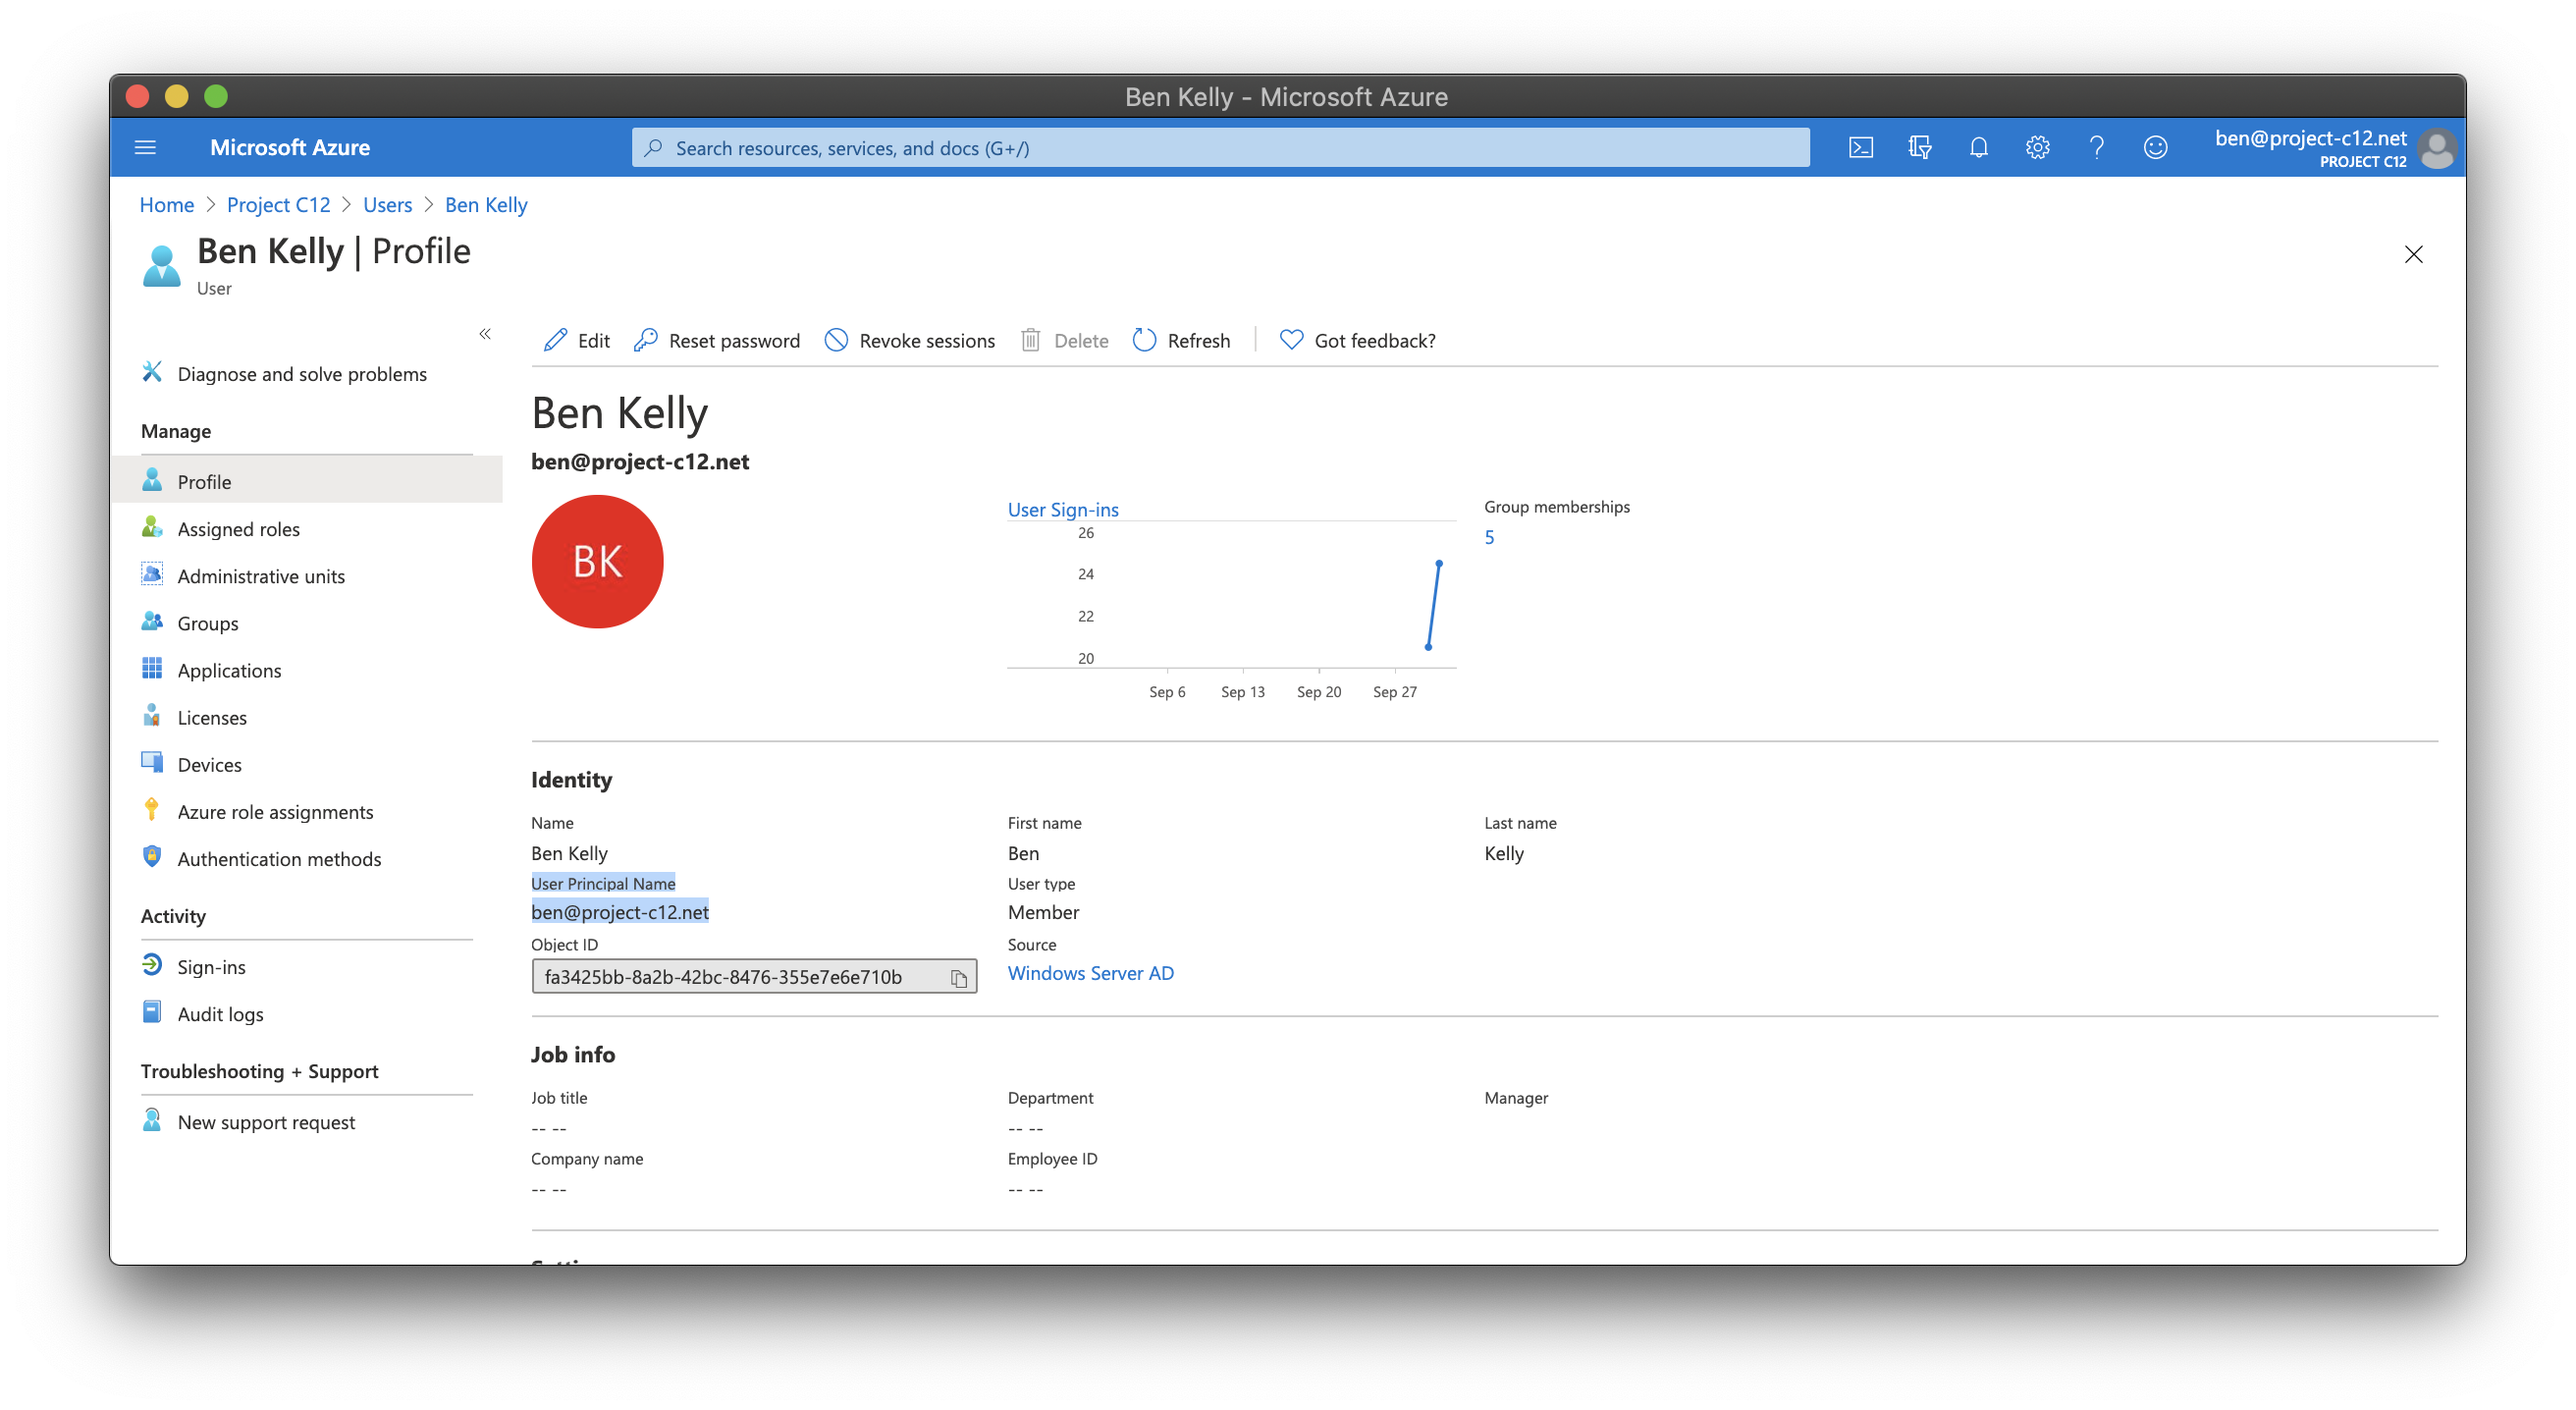 Ben Kelly - Microsoft Azure
Microsoft Azure
Search resources, services, and docs (G+/)
ben@project-c12.net
PROJECT C12
Home > Project C12 > Users > Ben Kelly
Ben Kelly | Profile
User
«
Diagnose and solve problems
Manage
Profile
Assigned roles
Administrative units
Groups
Applications
Licenses
Devices
Azure role assignments
Authentication methods
Activity
Sign-ins
Audit logs
Troubleshooting + Support
New support request
Edit Reset password Revoke sessions Delete Refresh Got feedback?
Ben Kelly
ben@project-c12.net
BK
User Sign-ins
26
24
22
20
Sep 6 Sep 13 Sep 20 Sep 27
Group memberships
5
Identity
Name First name Last name
Ben Kelly Ben Kelly
User Principal Name User type
ben@project-c12.net Member
Object ID Source
fa3425bb-8a2b-42bc-8476-355e7e6e710b Windows Server AD
Job info
Job title Department Manager
-- -- -- --
Company name Employee ID
-- -- -- --